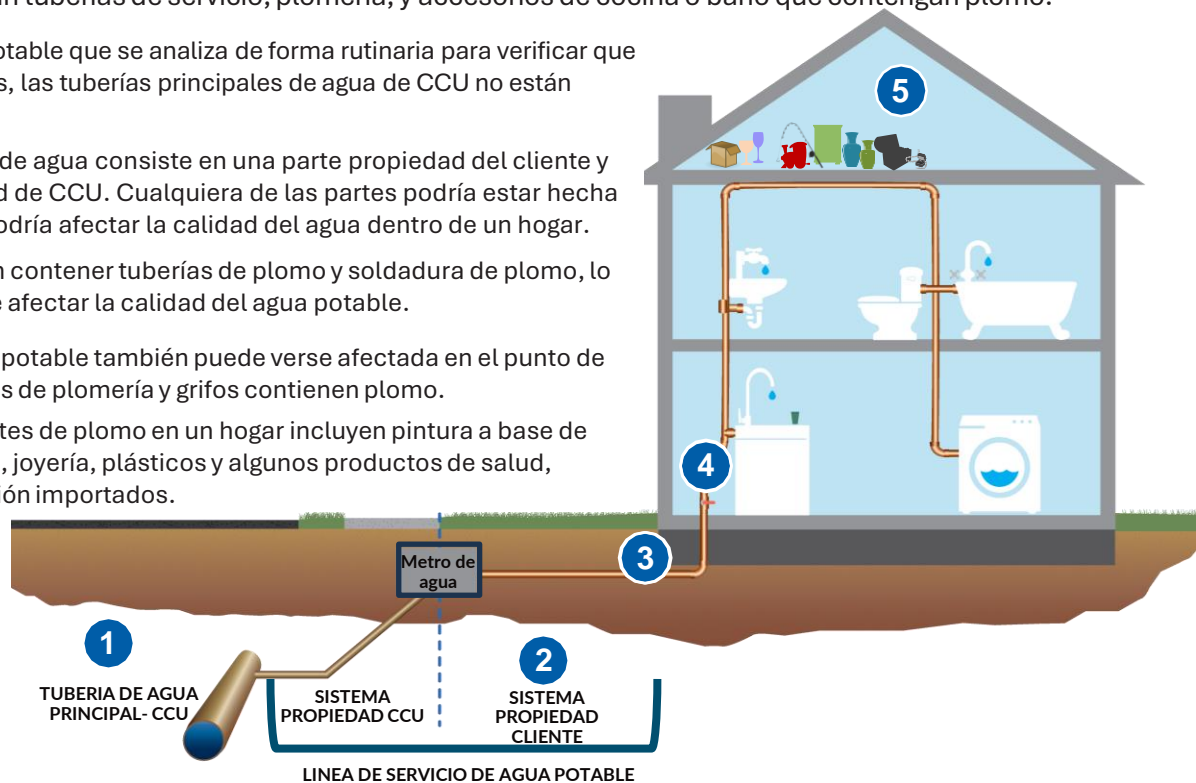 tuberías de servicio, plomería, y accesorios de cocina o baño que contengan plomo.
que se analiza de forma rutinaria para verificar que
las tuberías principales de agua de CCU no están
de agua consiste en una parte propiedad del cliente y
de CCU. Cualquiera de las partes podría estar hecha
podría afectar la calidad del agua dentro de un hogar.
contener tuberías de plomo y soldadura de plomo, lo
afectar la calidad del agua potable.
potable también puede verse afectada en el punto de
de plomería y grifos contienen plomo.
de plomo en un hogar incluyen pintura a base de
, joyería, plásticos y algunos productos de salud,
importados.
5
4
3
Metro de
agua
1
2
TUBERIA DE AGUA
PRINCIPAL- CCU
SISTEMA
PROPIEDAD CCU
SISTEMA
PROPIEDAD
CLIENTE
LINEA DE SERVICIO DE AGUA POTABLE